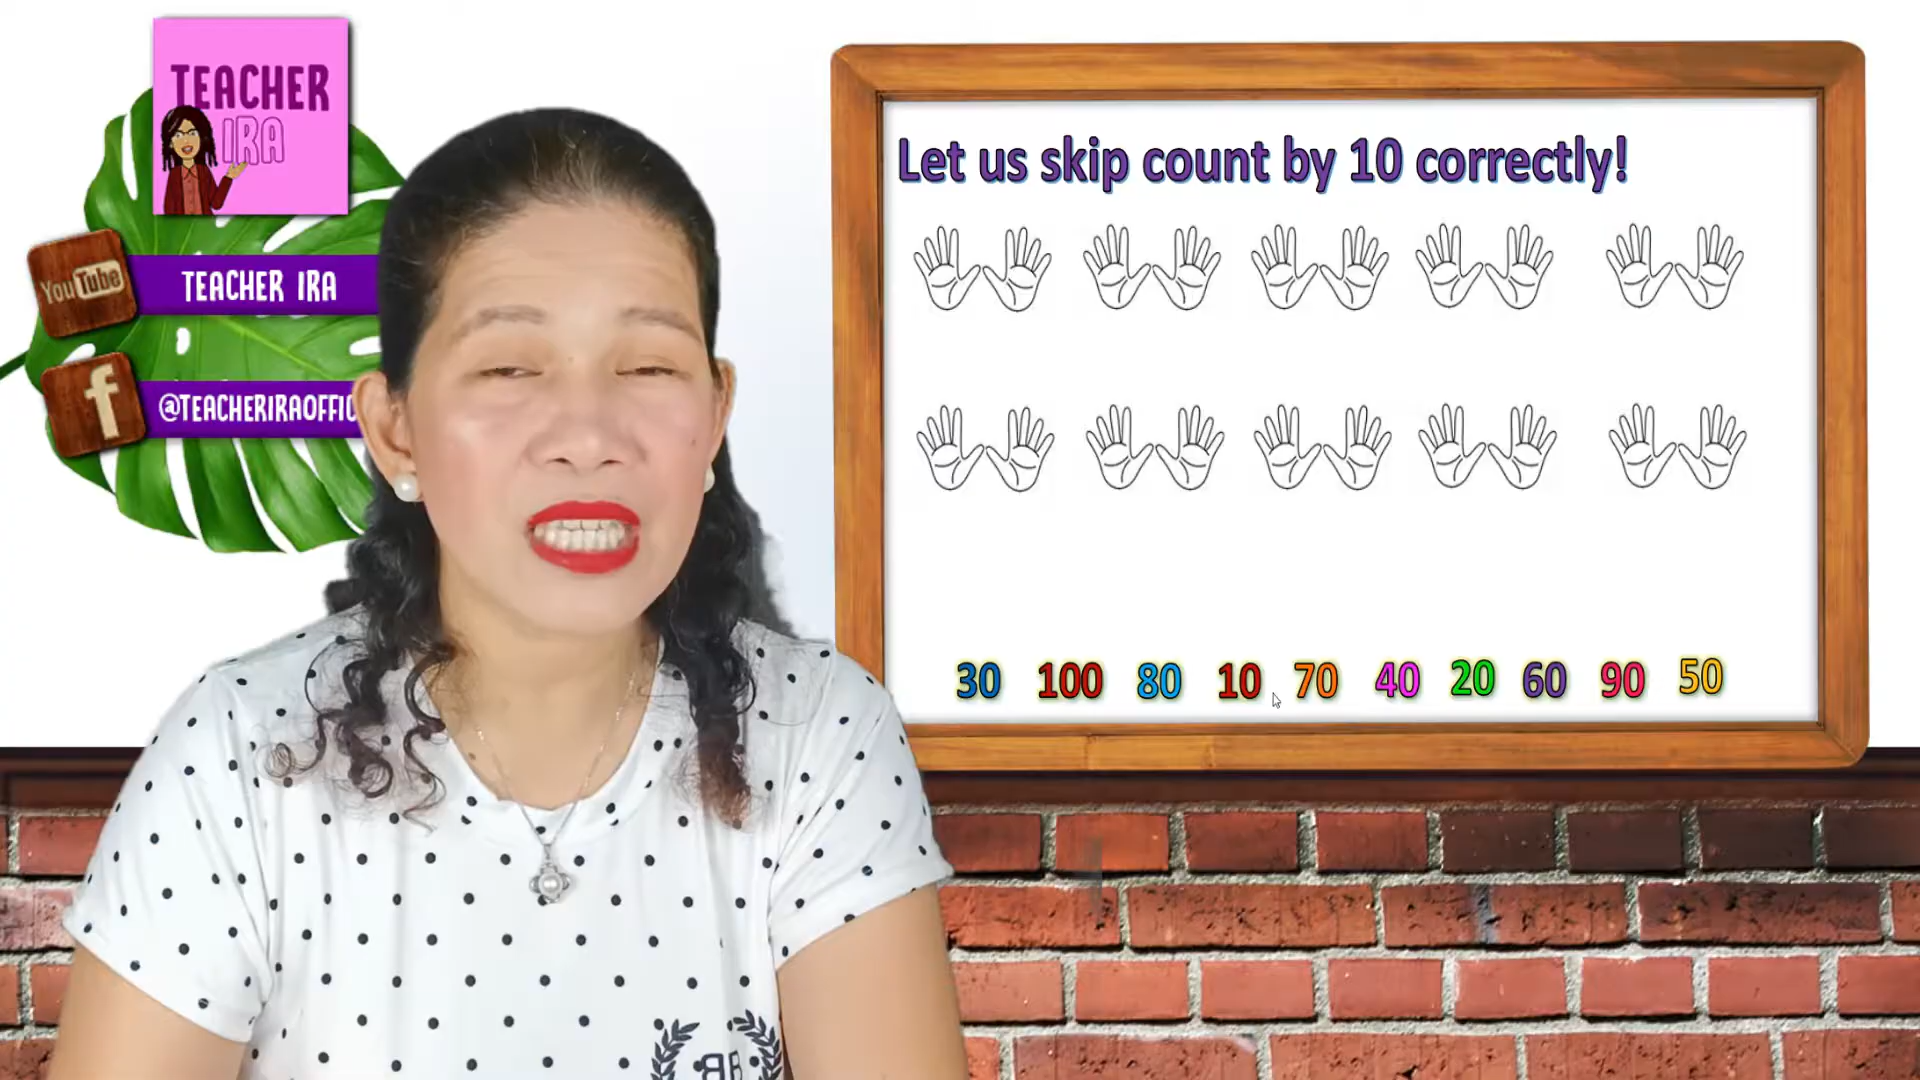 TEACHER
IRA
YouTube
TEACHER IRA
f
@TEACHERIRAOFFIC
Let us skip count by 10 correctly!
30 100 80 10 70 40 20 60 90 50
BB